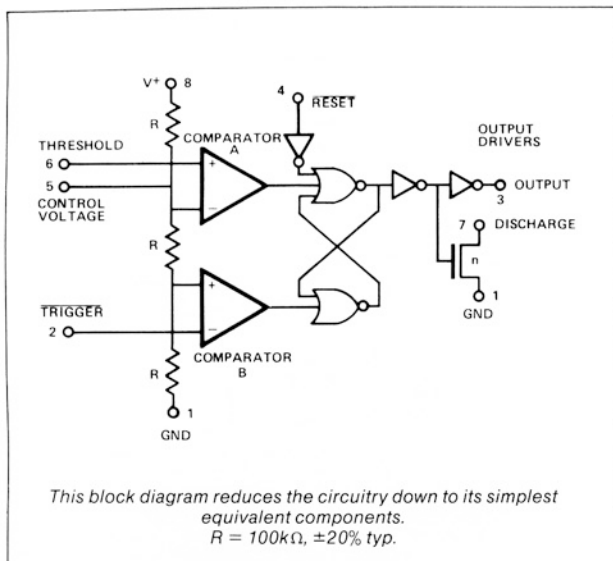 V+ 8
4
RESET
R
THRESHOLD
6
COMPARATOR
A
OUTPUT
DRIVERS
+
5
CONTROL
VOLTAGE
−
OUTPUT
3
7 DISCHARGE
R
n
+
TRIGGER
2
−
1
GND
COMPARATOR
B
R
1
GND
This block diagram reduces the circuitry down to its simplest
equivalent components.
R = 100kΩ, ±20% typ.